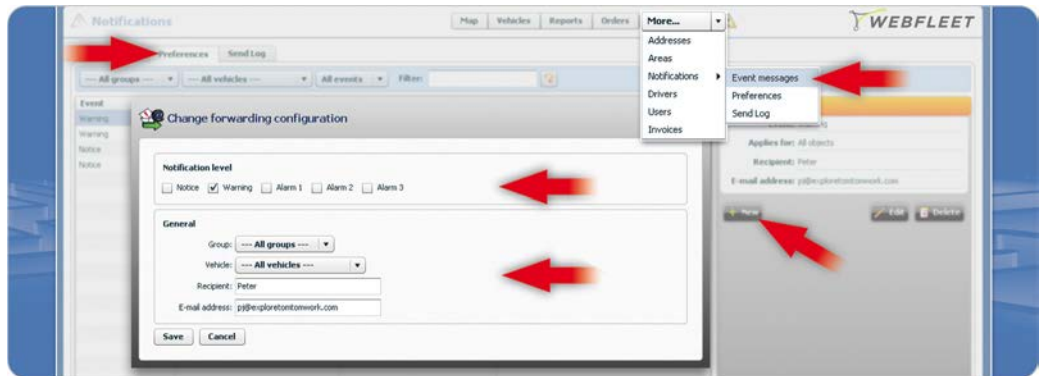 Notifications
Map Vehicles Reports Orders More...
WEBFLEET
Preferences Send Log
Addresses
Areas
Notifications
Drivers
Users
Invoices
Event messages
Preferences
Send Log
--- All groups --- --- All vehicles --- All events Filter:
Event
Warning
Warning
Notice
Notice
Applies for: All objects
Recipient: Peter
E-mail address: pj@exploretomtomwork.com
New Edit Delete
Change forwarding configuration
Notification level
Notice Warning Alarm 1 Alarm 2 Alarm 3
General
Group: --- All groups ---
Vehicle: --- All vehicles ---
Recipient: Peter
E-mail address: pj@exploretomtomwork.com
Save Cancel